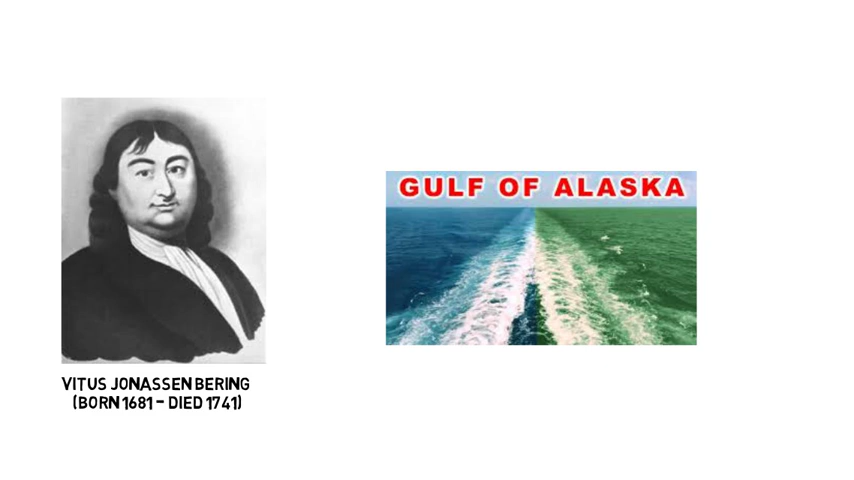 GULF OF ALASKA
VITUS JONASSEN BERING
(BORN 1681 – DIED 1741)